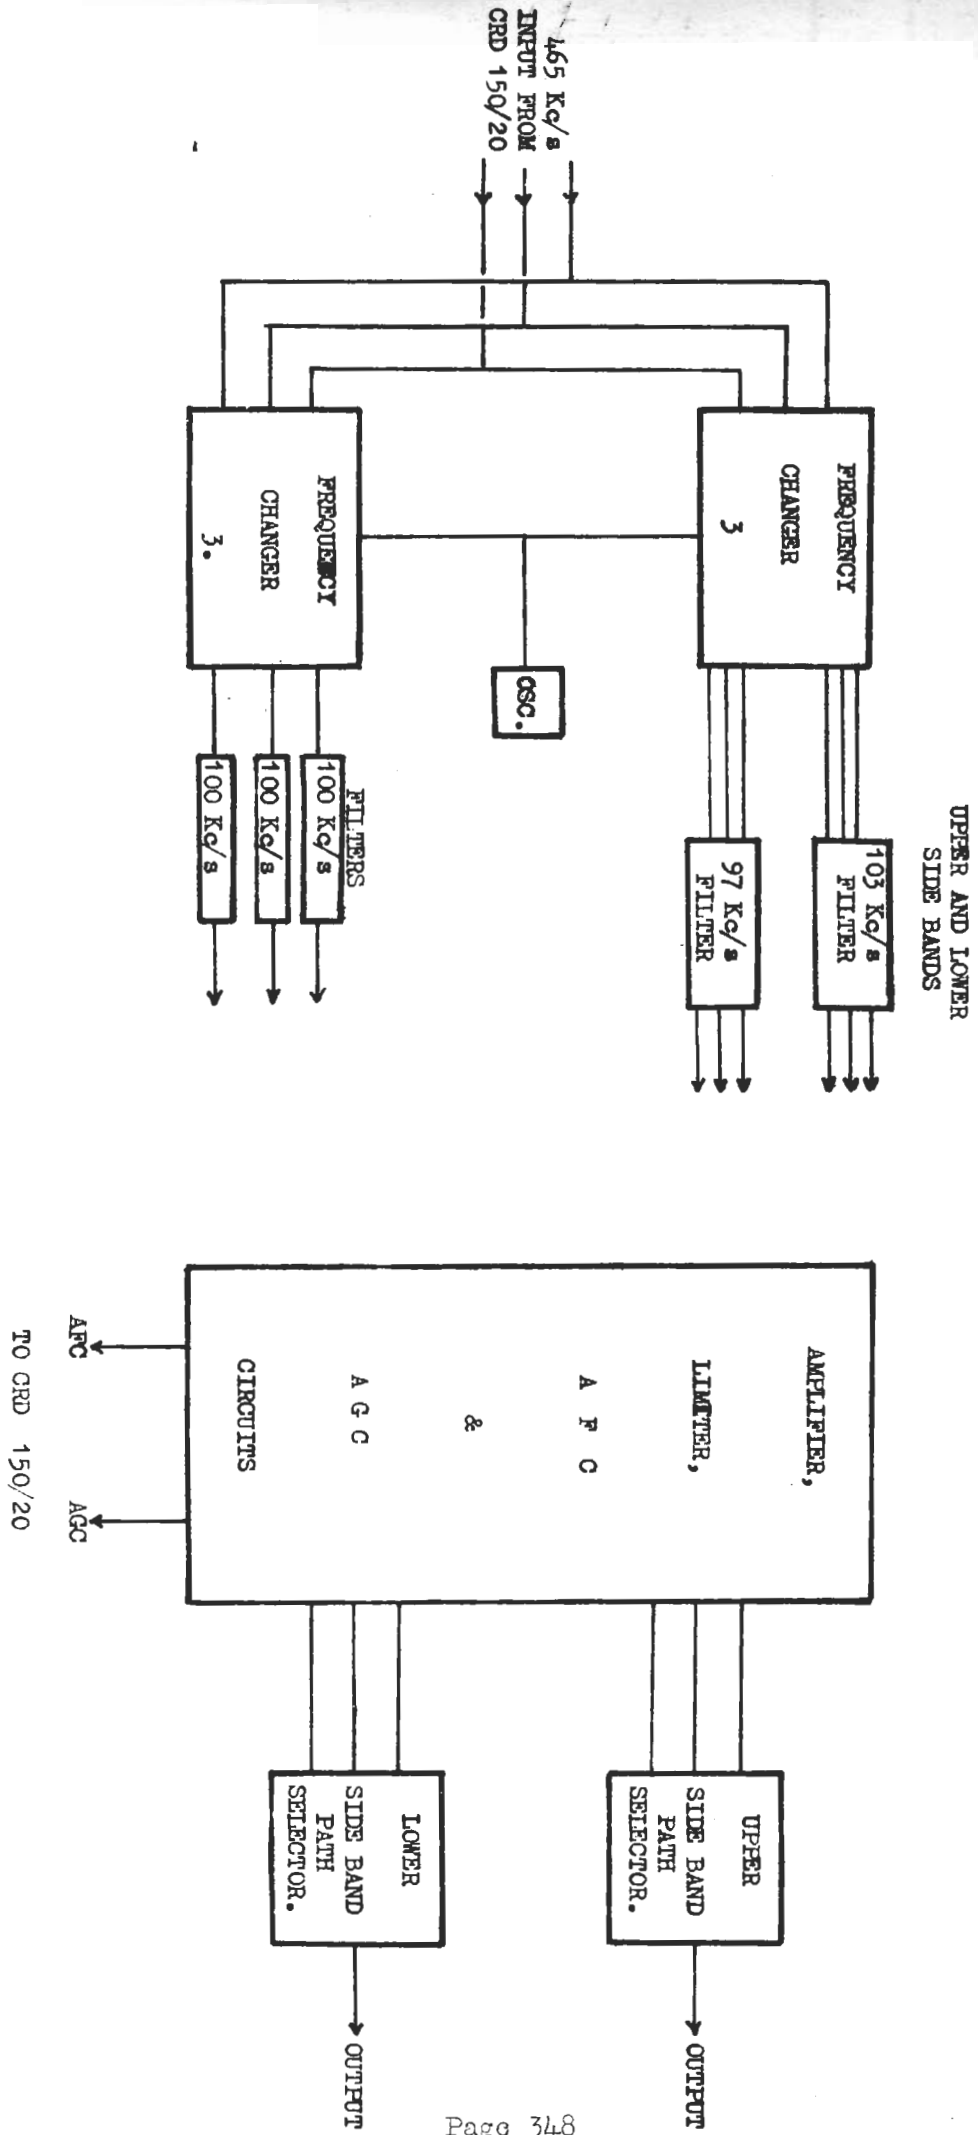 465 Kc/s
INPUT FROM
CRD 150/20
FREQUENCY
CHANGER
3
FREQUENCY
CHANGER
3.
OSC.
UPPER AND LOWER
SIDE BANDS
103 Kc/s
FILTER
97 Kc/s
FILTER
FILTERS
100 Kc/s
100 Kc/s
100 Kc/s
AMPLIFIER,
LIMITER,
A F C
&
A G C
CIRCUITS
AFC
AGC
TO CRD 150/20
UPPER
SIDE BAND
PATH
SELECTOR.
OUTPUT
LOWER
SIDE BAND
PATH
SELECTOR.
OUTPUT
Page 348